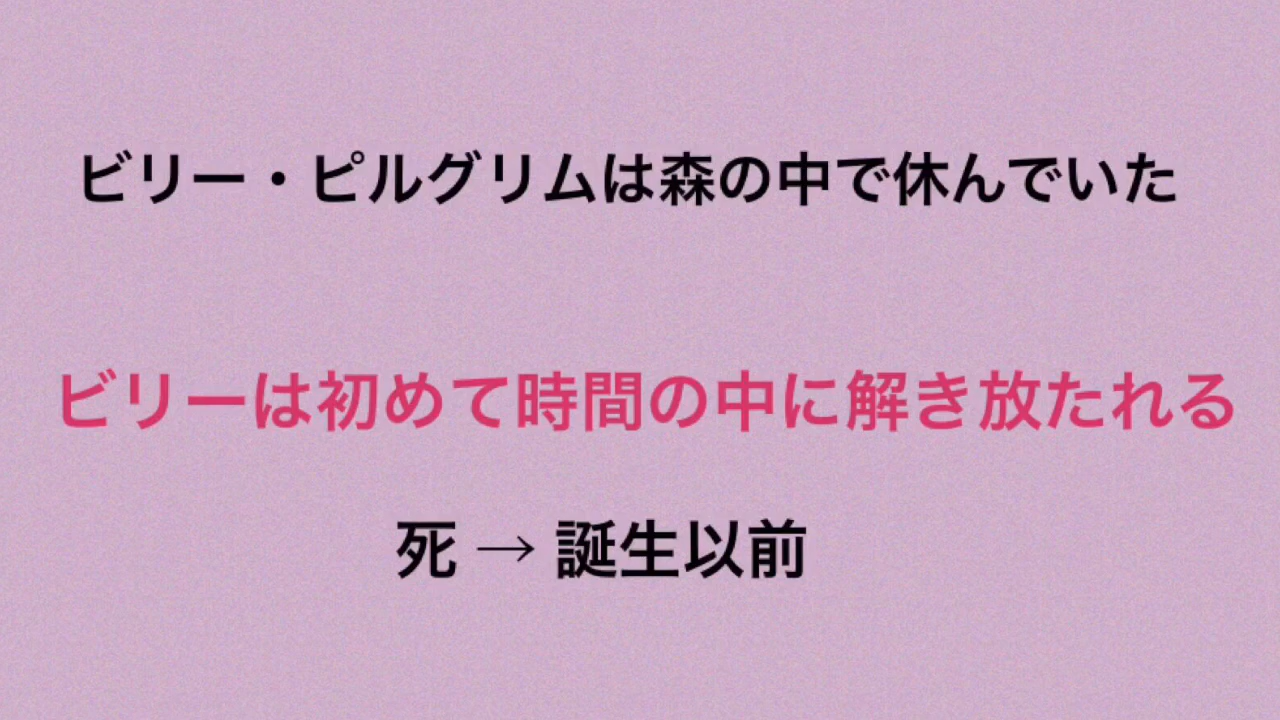 ビリー・ピルグリムは森の中で休んでいた
ビリーは初めて時間の中に解き放たれる
死 → 誕生以前